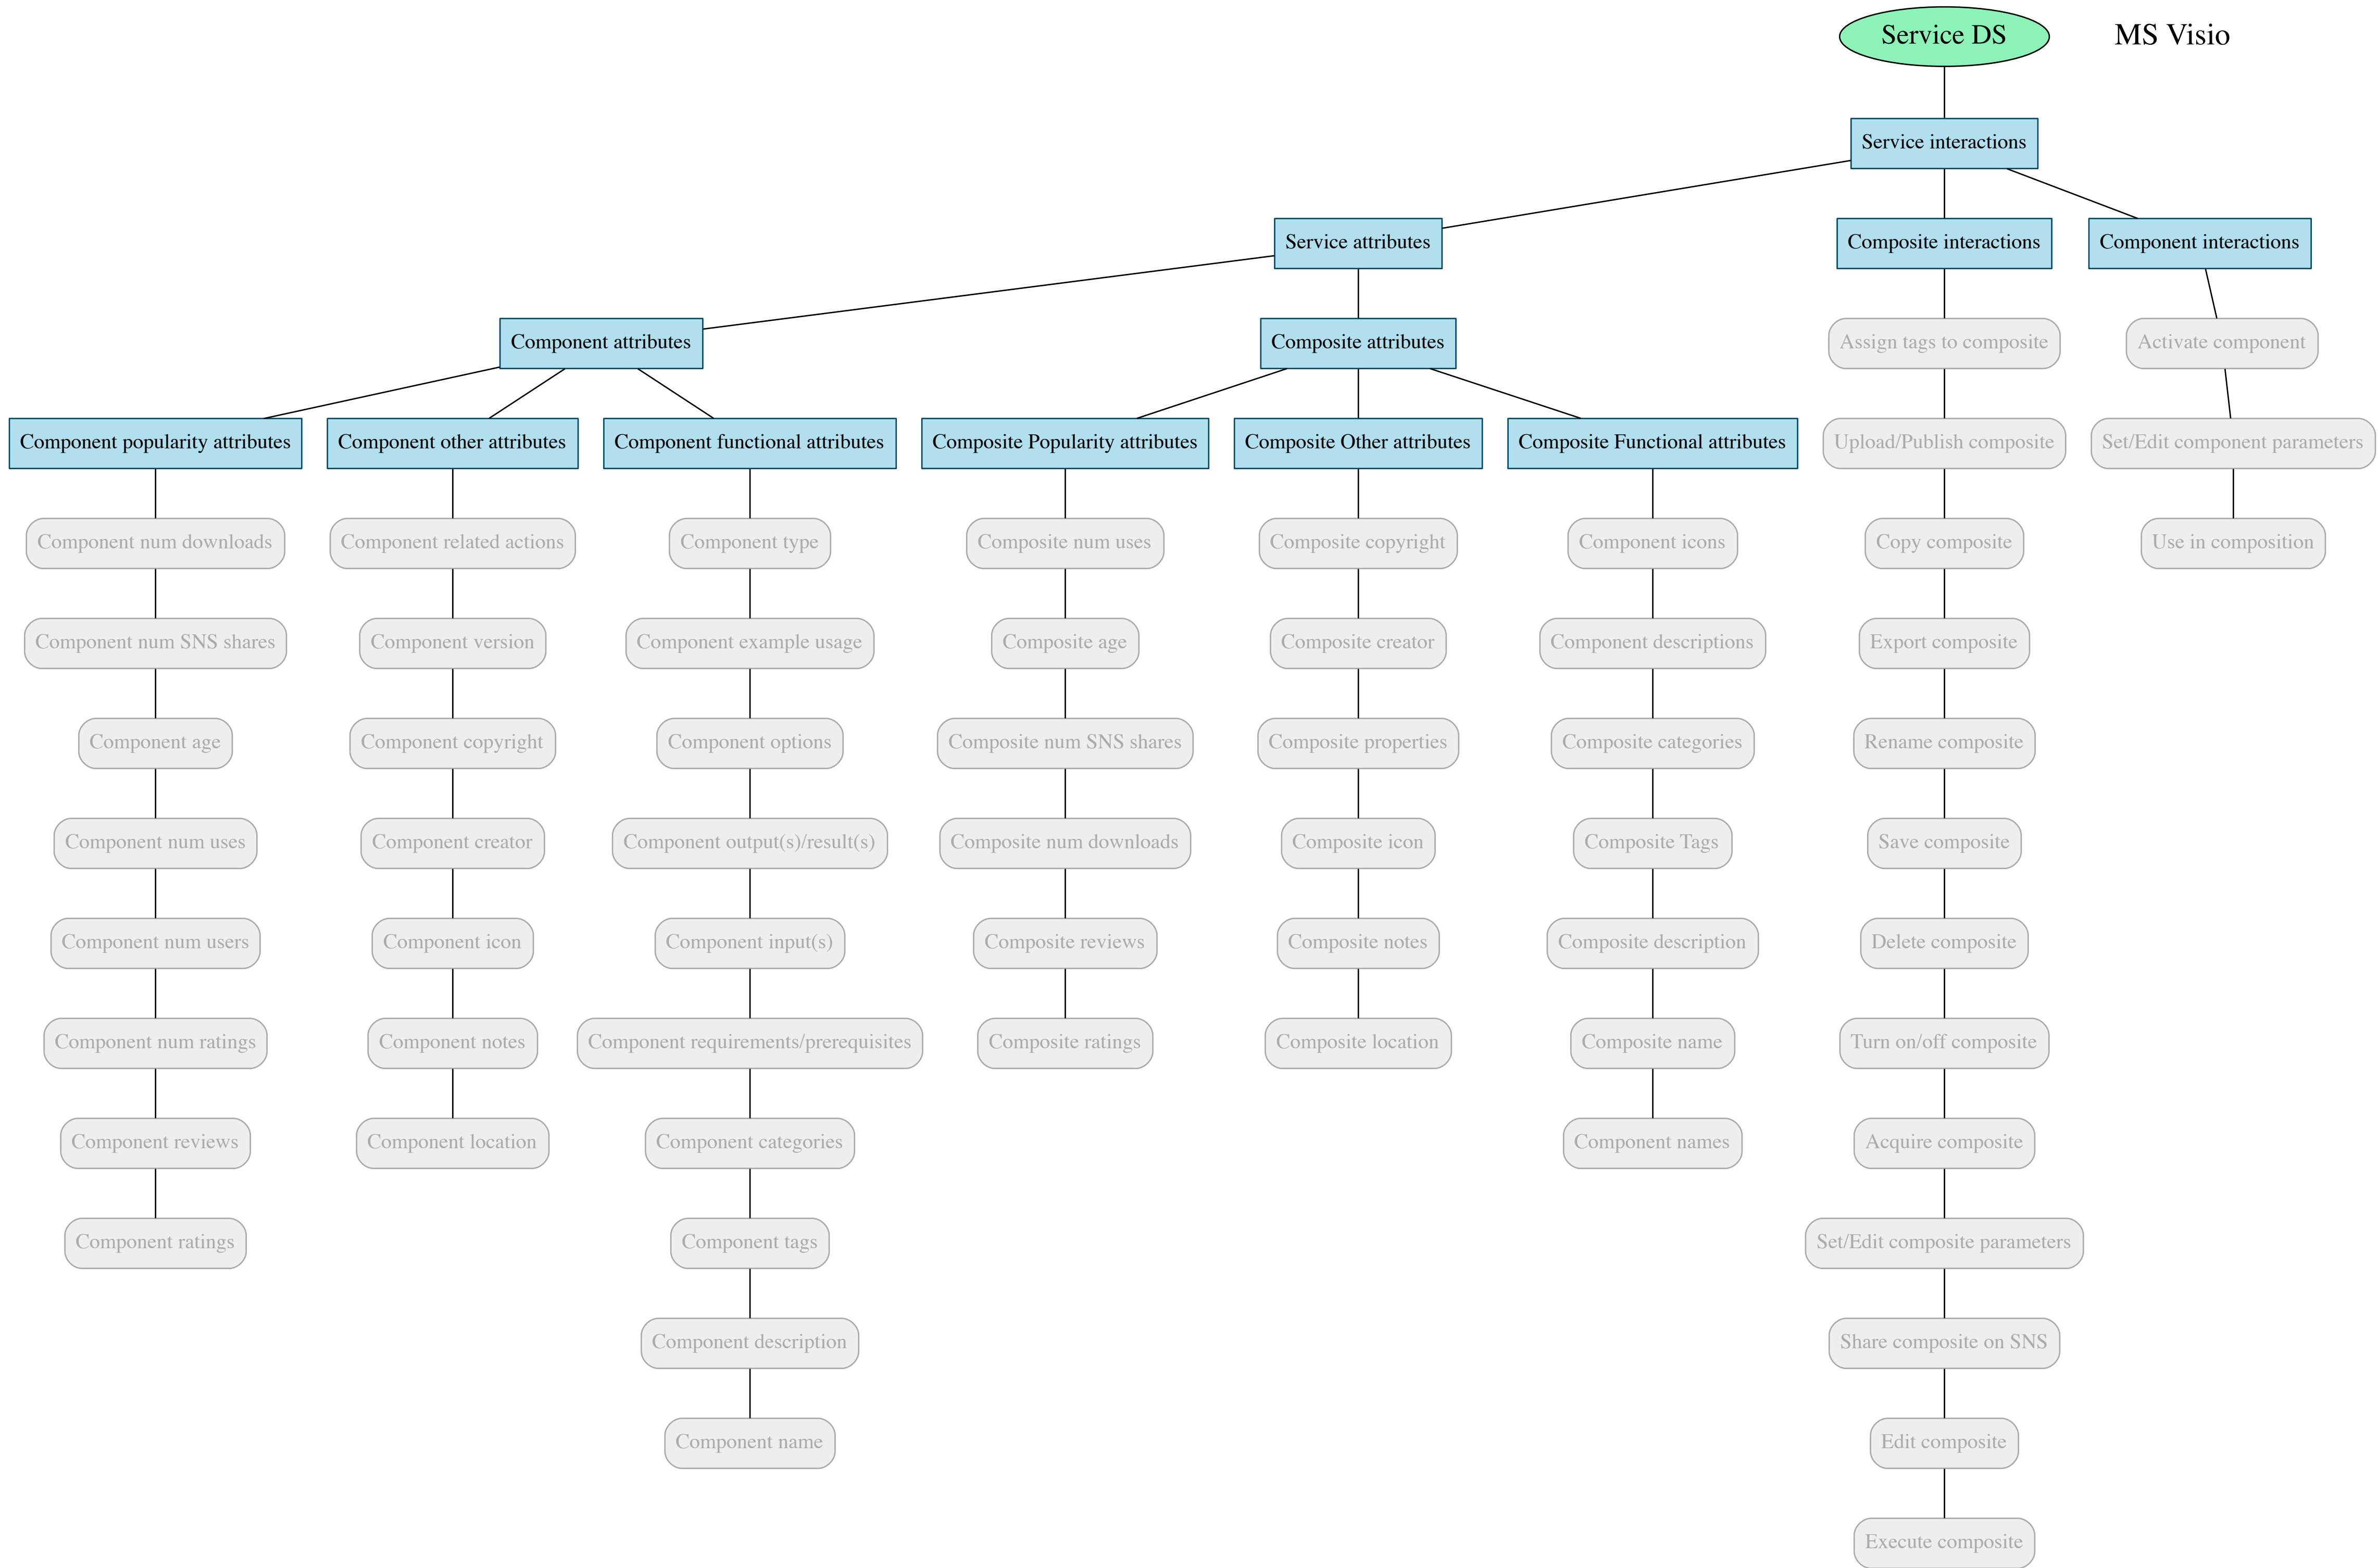 Service DS
MS Visio
Service interactions
Service attributes
Composite interactions
Component interactions
Component attributes
Composite attributes
Assign tags to composite
Activate component
Component popularity attributes
Component other attributes
Component functional attributes
Composite Popularity attributes
Composite Other attributes
Composite Functional attributes
Upload/Publish composite
Set/Edit component parameters
Component num downloads
Component related actions
Component type
Composite num uses
Composite copyright
Component icons
Copy composite
Use in composition
Component num SNS shares
Component version
Component example usage
Composite age
Composite creator
Component descriptions
Export composite
Component age
Component copyright
Component options
Composite num SNS shares
Composite properties
Composite categories
Rename composite
Component num uses
Component creator
Component output(s)/result(s)
Composite num downloads
Composite icon
Composite Tags
Save composite
Component num users
Component icon
Component input(s)
Composite reviews
Composite notes
Composite description
Delete composite
Component num ratings
Component notes
Component requirements/prerequisites
Composite ratings
Composite location
Composite name
Turn on/off composite
Component reviews
Component location
Component categories
Component names
Acquire composite
Component ratings
Component tags
Set/Edit composite parameters
Component description
Share composite on SNS
Component name
Edit composite
Execute composite